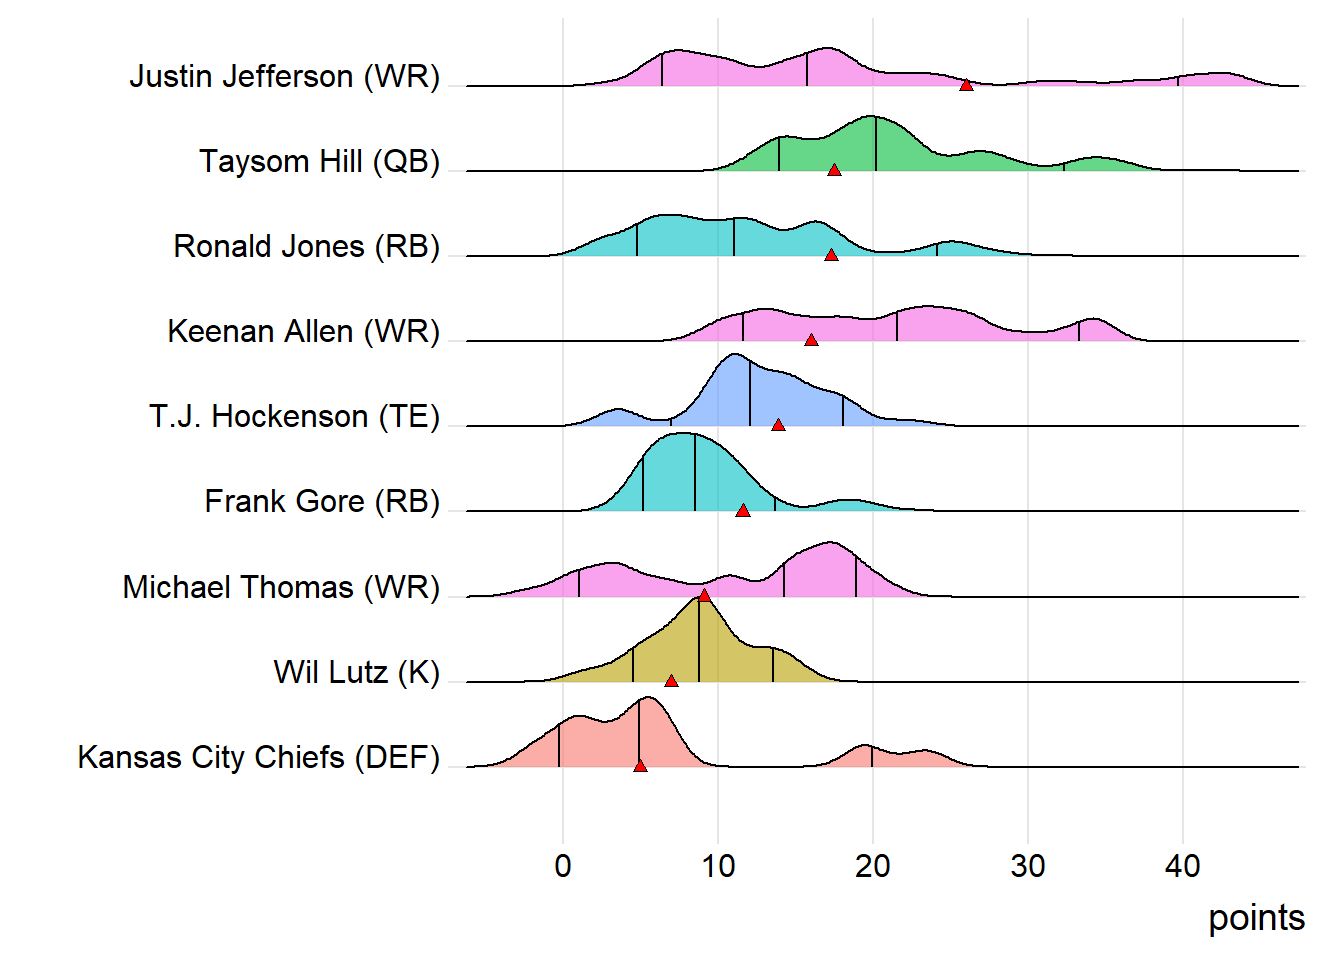 Justin Jefferson (WR)
Taysom Hill (QB)
Ronald Jones (RB)
Keenan Allen (WR)
T.J. Hockenson (TE)
Frank Gore (RB)
Michael Thomas (WR)
Wil Lutz (K)
Kansas City Chiefs (DEF)
0 10 20 30 40
points